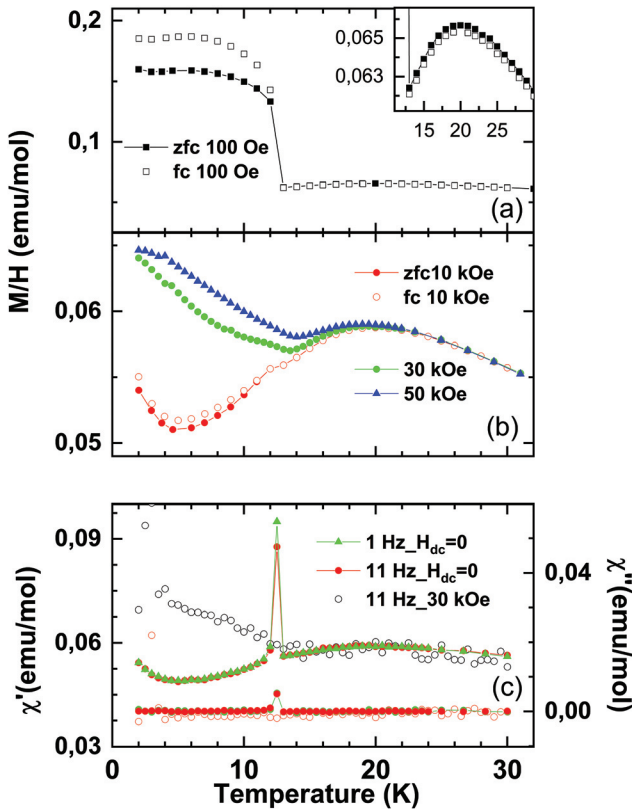 0,2
0,1
M/H (emu/mol)
zfc 100 Oe
fc 100 Oe
0,065
0,063
15 20 25
(a)
0,06
0,05
zfc10 kOe
fc 10 kOe
30 kOe
50 kOe
(b)
0,09
0,06
0,03
χ'(emu/mol)
1 Hz_H_dc=0
11 Hz_H_dc=0
11 Hz_30 kOe
0,04
0,00
χ''(emu/mol)
(c)
0 10 20 30
Temperature (K)